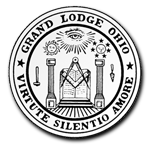 GRAND LODGE OHIO
VIRTUTE SILENTIO AMORE